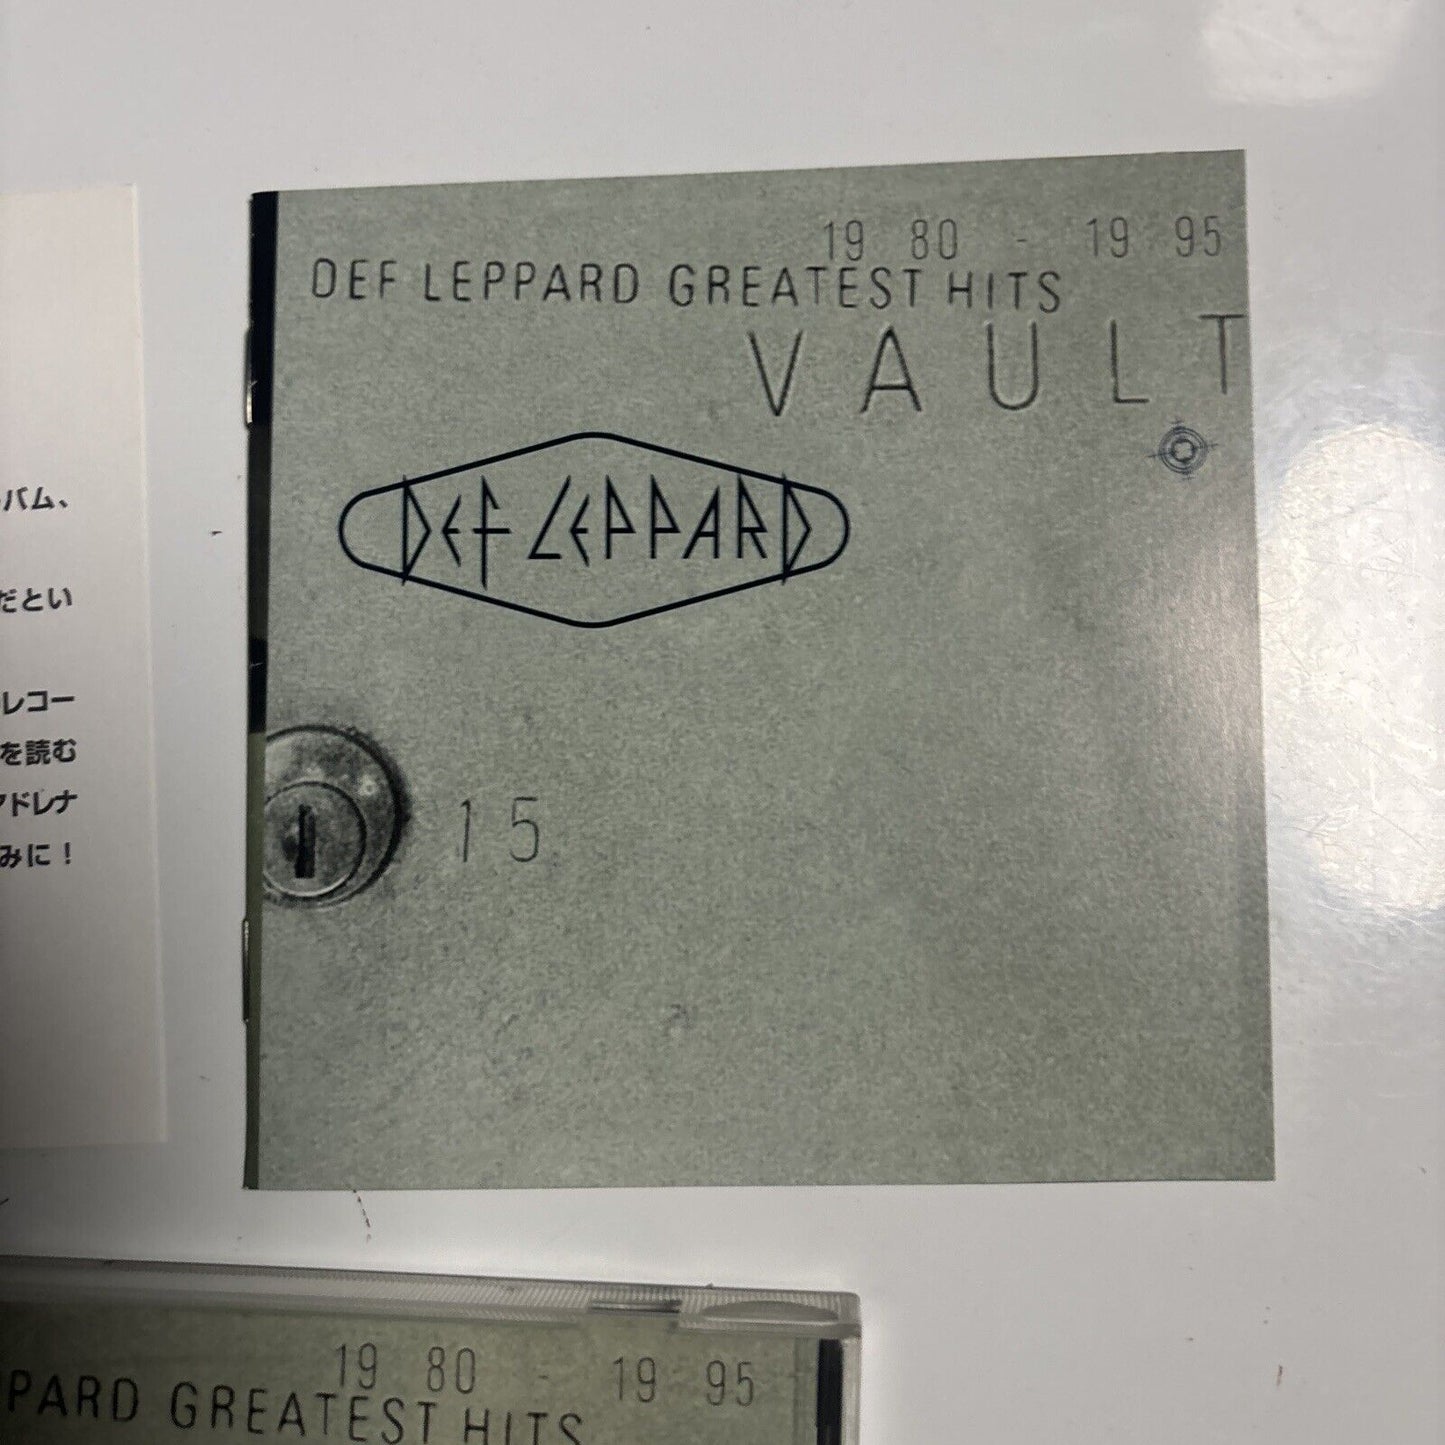 バム、
だとい
レコー
を読む
アドレナ
みに！
19 80 - 19 95
DEF LEPPARD GREATEST HITS
VAULT
DEF LEPPARD
15
19 80 - 19 95
PPARD GREATEST HITS